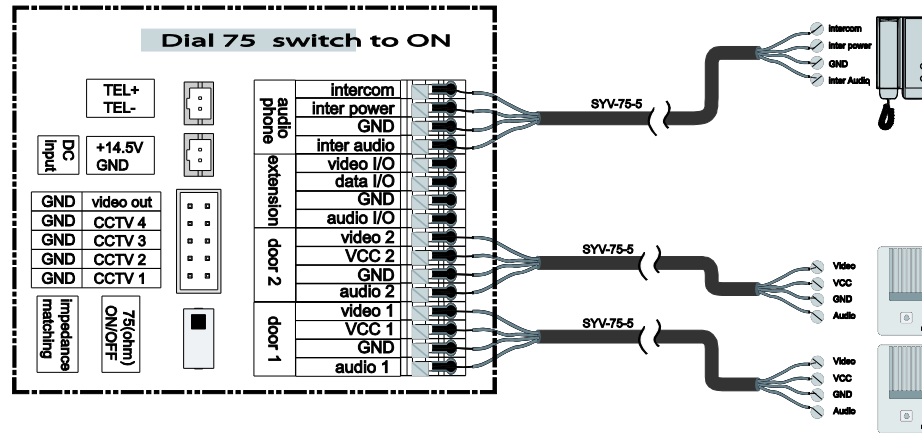 Dial 75 switch to ON
TEL+
TEL-
DC
input
+14.5V
GND
GND video out
GND CCTV 4
GND CCTV 3
GND CCTV 2
GND CCTV 1
impedance
matching
75(ohm)
ON/OFF
audio
phone
intercom
inter power
GND
inter audio
extension
video I/O
data I/O
GND
audio I/O
door 2
video 2
VCC 2
GND
audio 2
door 1
video 1
VCC 1
GND
audio 1
SYV-75-5
Intercom
Inter power
GND
Inter Audio
SYV-75-5
Video
VCC
GND
Audio
SYV-75-5
Video
VCC
GND
Audio